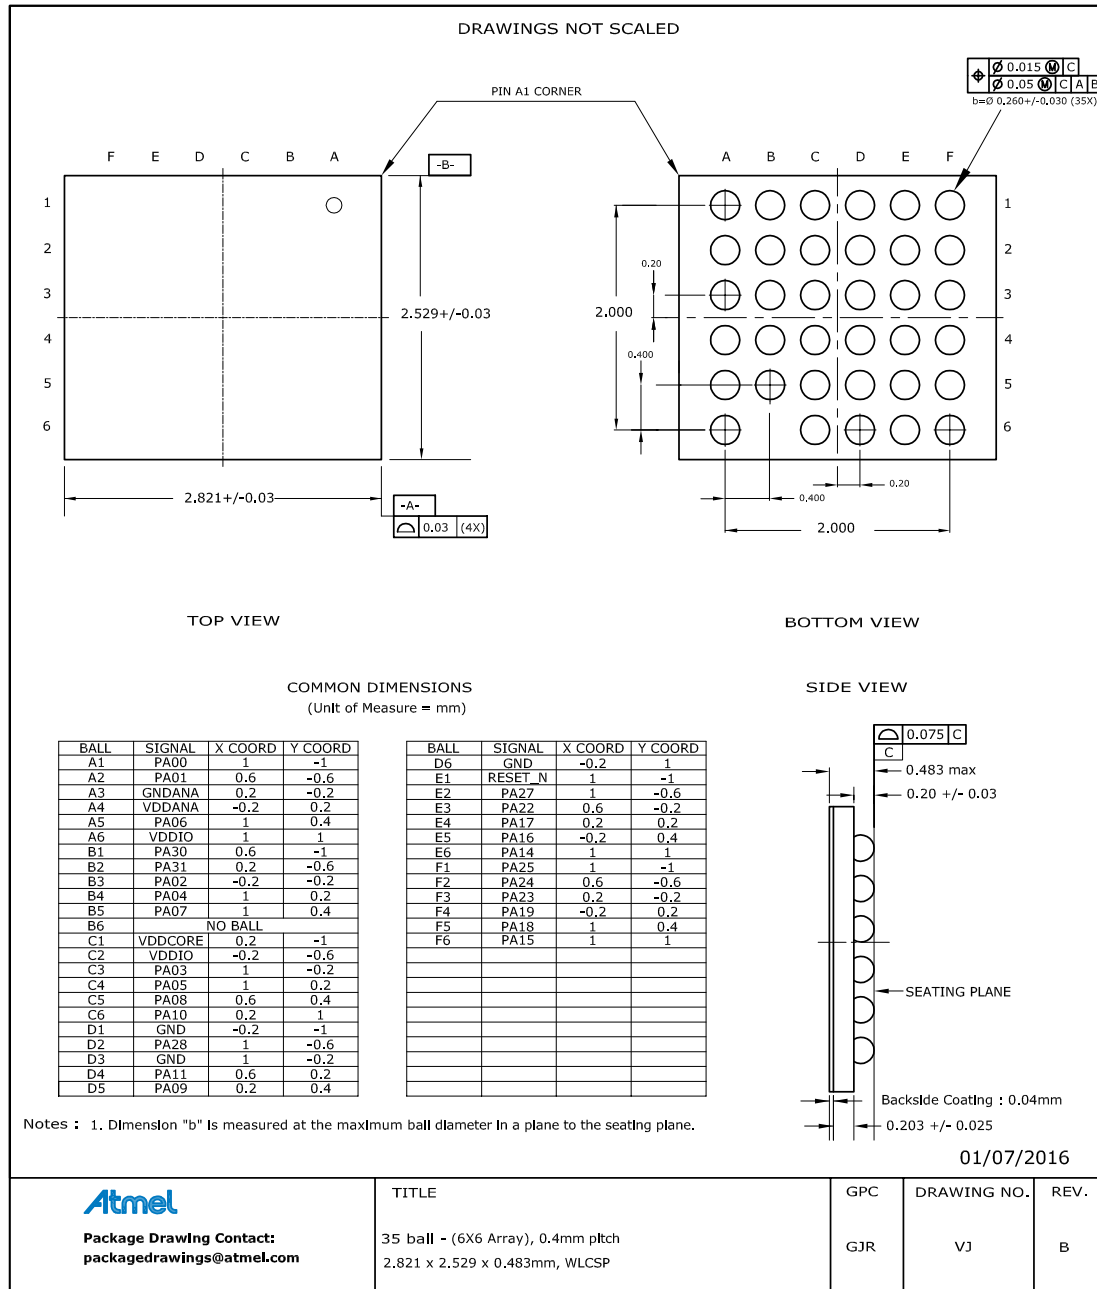 DRAWINGS NOT SCALED
⌖ Ø 0.015 Ⓜ C
Ø 0.05 Ⓜ C A B
b=Ø 0.260+/-0.030 (35X)
PIN A1 CORNER
F E D C B A
-B-
A B C D E F
1
2
3
4
5
6
2.529+/-0.03
2.821+/-0.03
-A-
⌓ 0.03 (4X)
1
2
3
4
5
6
0.20
2.000
0.400
0.20
0.400
2.000
TOP VIEW
BOTTOM VIEW
COMMON DIMENSIONS
(Unit of Measure = mm)
SIDE VIEW
BALL SIGNAL X COORD Y COORD
A1 PA00 1 -1
A2 PA01 0.6 -0.6
A3 GNDANA 0.2 -0.2
A4 VDDANA -0.2 0.2
A5 PA06 1 0.4
A6 VDDIO 1 1
B1 PA30 0.6 -1
B2 PA31 0.2 -0.6
B3 PA02 -0.2 -0.2
B4 PA04 1 0.2
B5 PA07 1 0.4
B6 NO BALL
C1 VDDCORE 0.2 -1
C2 VDDIO -0.2 -0.6
C3 PA03 1 -0.2
C4 PA05 1 0.2
C5 PA08 0.6 0.4
C6 PA10 0.2 1
D1 GND -0.2 -1
D2 PA28 1 -0.6
D3 GND 1 -0.2
D4 PA11 0.6 0.2
D5 PA09 0.2 0.4
BALL SIGNAL X COORD Y COORD
D6 GND -0.2 1
E1 RESET_N 1 -1
E2 PA27 1 -0.6
E3 PA22 0.6 -0.2
E4 PA17 0.2 0.2
E5 PA16 -0.2 0.4
E6 PA14 1 1
F1 PA25 1 -1
F2 PA24 0.6 -0.6
F3 PA23 0.2 -0.2
F4 PA19 -0.2 0.2
F5 PA18 1 0.4
F6 PA15 1 1
⌓ 0.075 C
C
0.483 max
0.20 +/- 0.03
SEATING PLANE
Backside Coating : 0.04mm
0.203 +/- 0.025
Notes : 1. Dimension "b" is measured at the maximum ball diameter in a plane to the seating plane.
01/07/2016
Atmel
Package Drawing Contact:
packagedrawings@atmel.com
TITLE
35 ball - (6X6 Array), 0.4mm pitch
2.821 x 2.529 x 0.483mm, WLCSP
GPC
GJR
DRAWING NO.
VJ
REV.
B